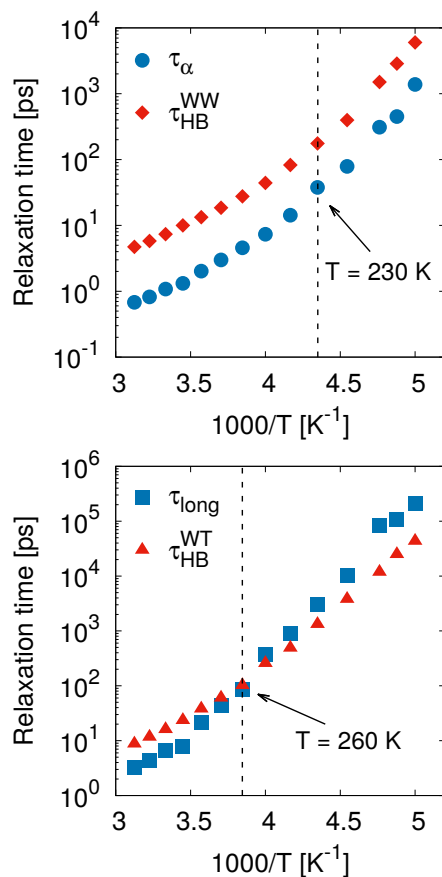 10^4
10^3
10^2
10^1
10^0
10^-1
Relaxation time [ps]
τ_α
τ_HB^WW
T = 230 K
3 3.5 4 4.5 5
1000/T [K^-1]
10^6
10^5
10^4
10^3
10^2
10^1
10^0
Relaxation time [ps]
τ_long
τ_HB^WT
T = 260 K
3 3.5 4 4.5 5
1000/T [K^-1]